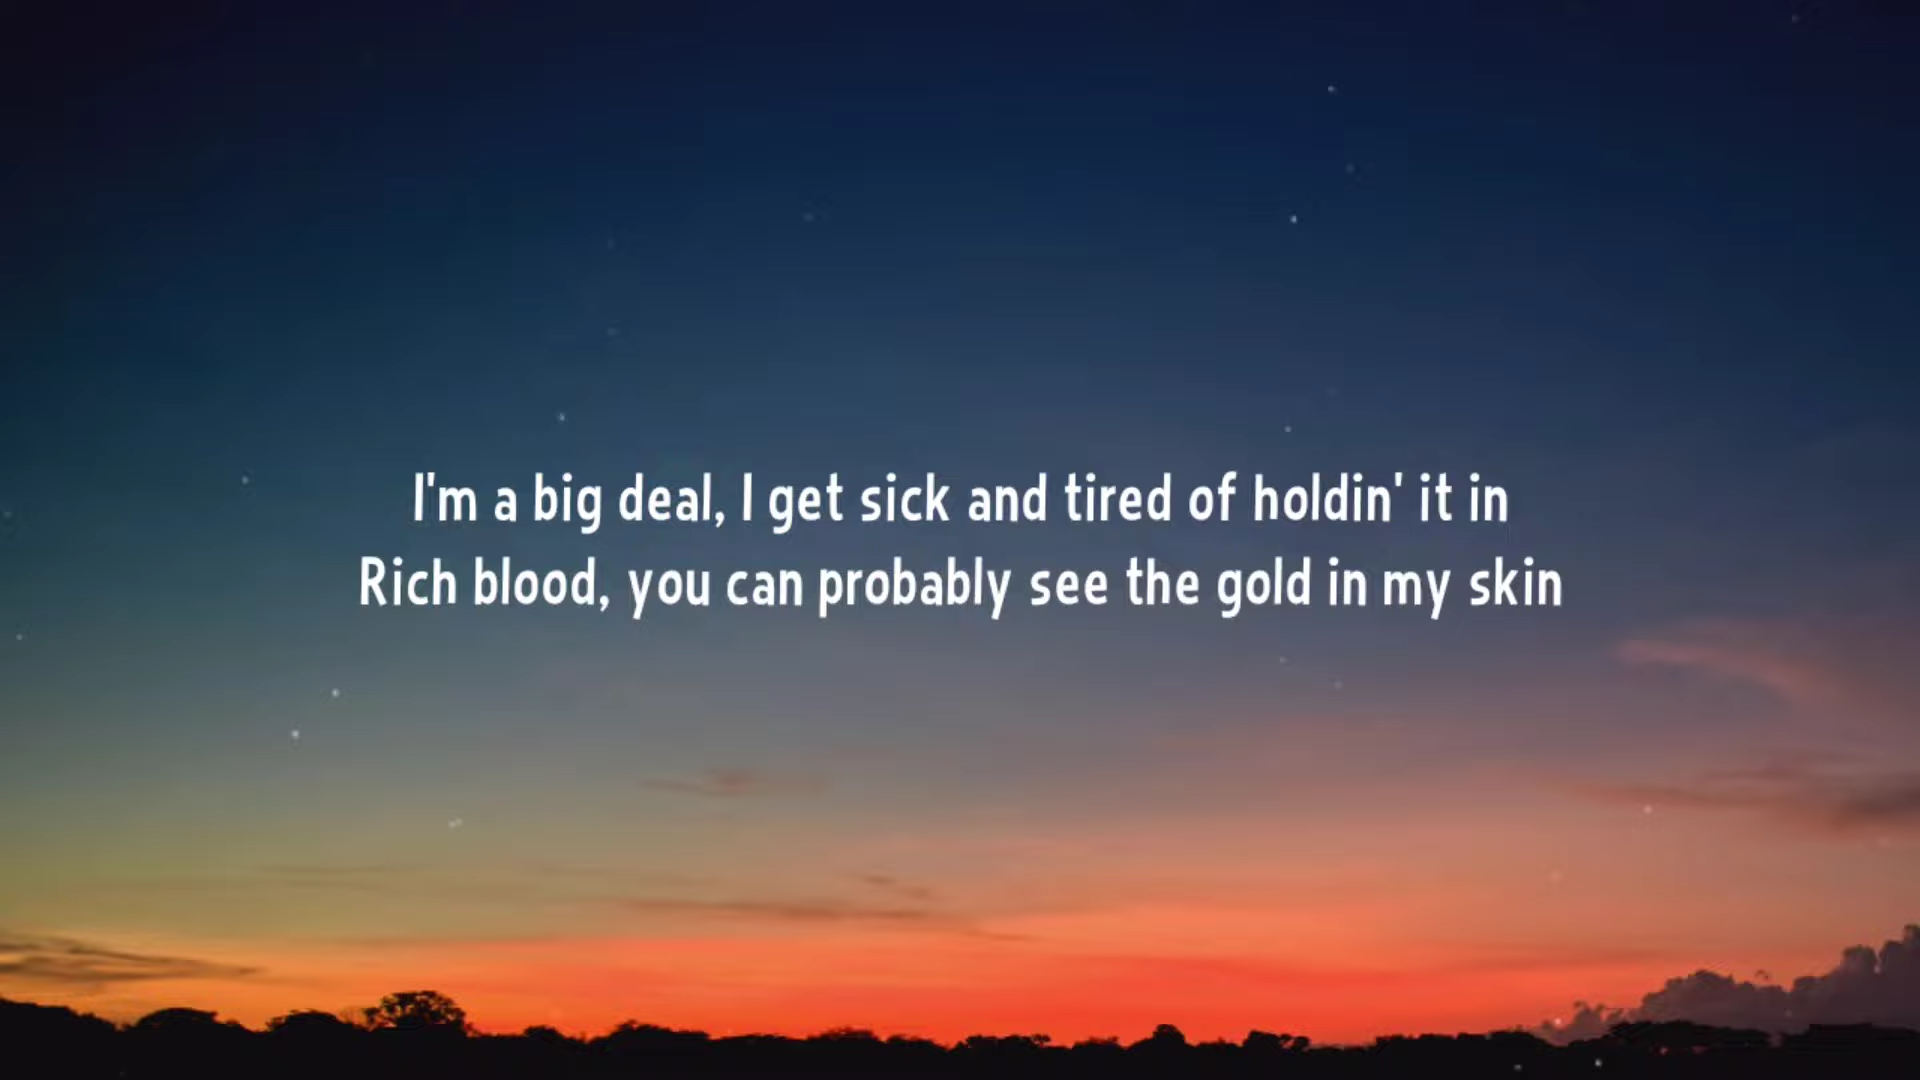 I'm a big deal, I get sick and tired of holdin' it in
Rich blood, you can probably see the gold in my skin